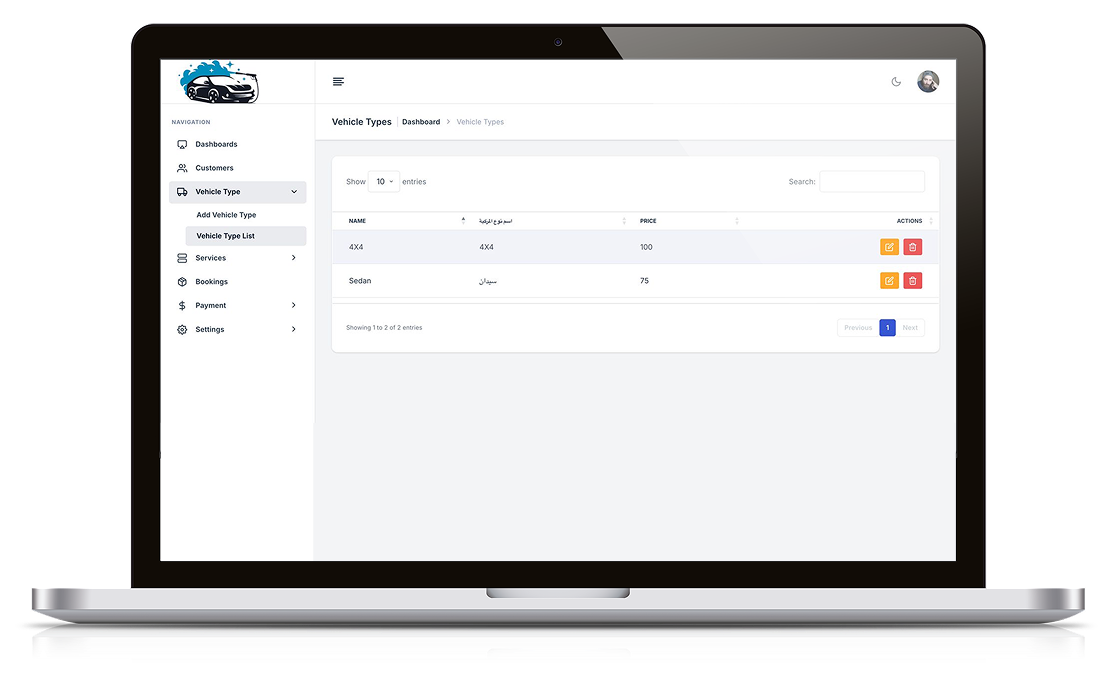 NAVIGATION
Dashboards
Customers
Vehicle Type
Add Vehicle Type
Vehicle Type List
Services
Bookings
Payment
Settings
Vehicle Types Dashboard > Vehicle Types
Show 10 entries Search:
NAME اسم نوع المركبة PRICE ACTIONS
4X4 4X4 100
Sedan سيدان 75
Showing 1 to 2 of 2 entries Previous 1 Next